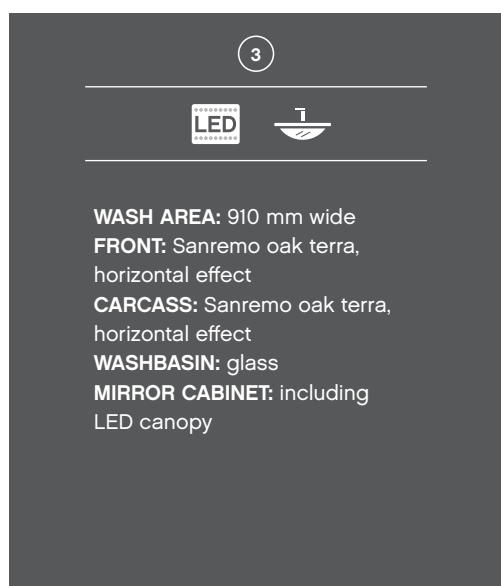 3
LED
WASH AREA: 910 mm wide
FRONT: Sanremo oak terra,
horizontal effect
CARCASS: Sanremo oak terra,
horizontal effect
WASHBASIN: glass
MIRROR CABINET: including
LED canopy